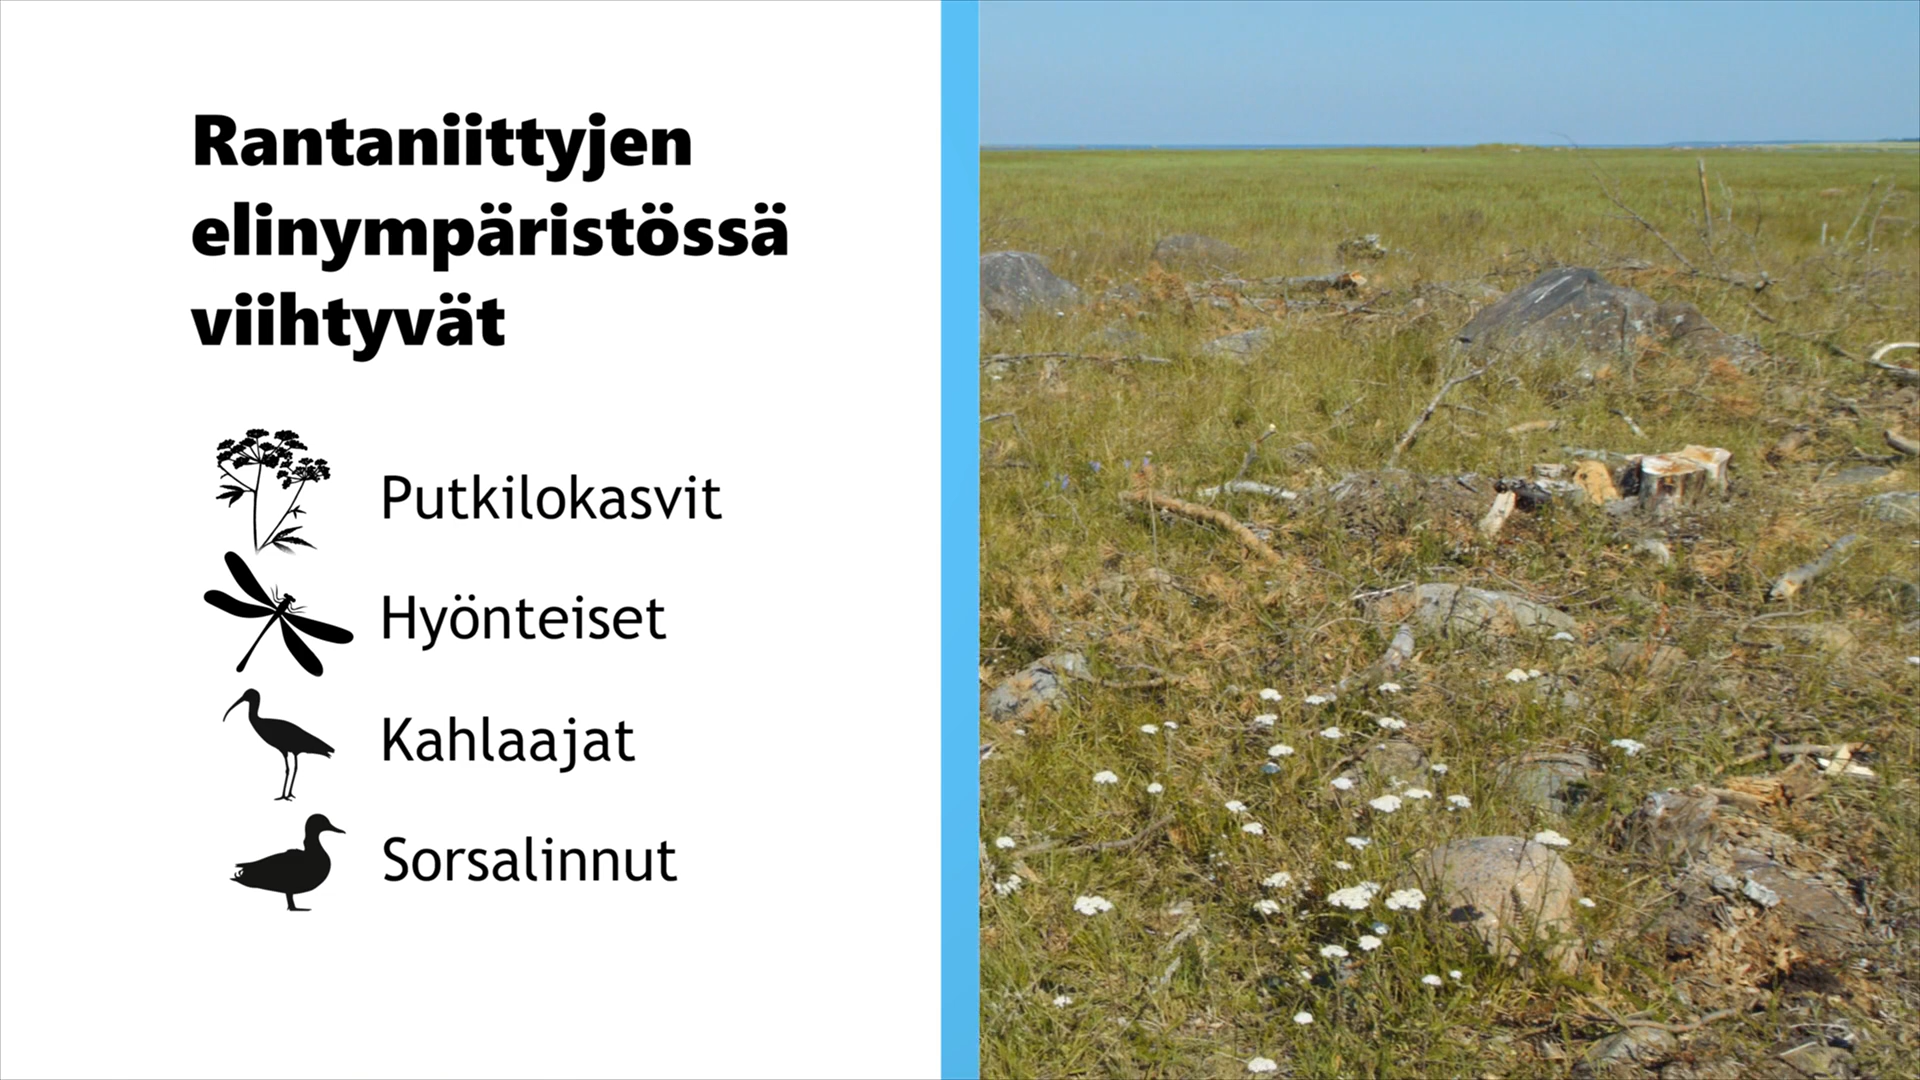 Rantaniittyjen
elinympäristössä
viihtyvät
Putkilokasvit
Hyönteiset
Kahlaajat
Sorsalinnut